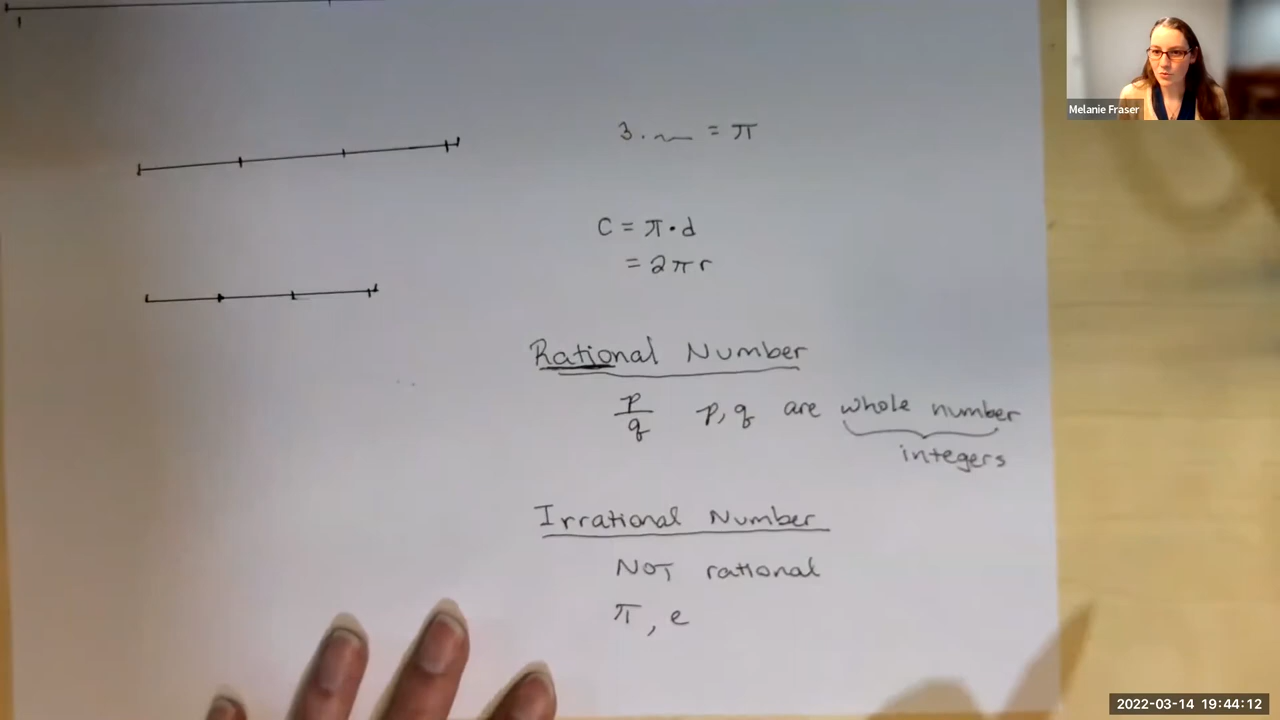 1
3. = π
C = π · d
= 2πr
Rational Number
p/q p, q are whole number
integers
Irrational Number
NOT rational
π, e
Melanie Fraser
2022-03-14 19:44:12